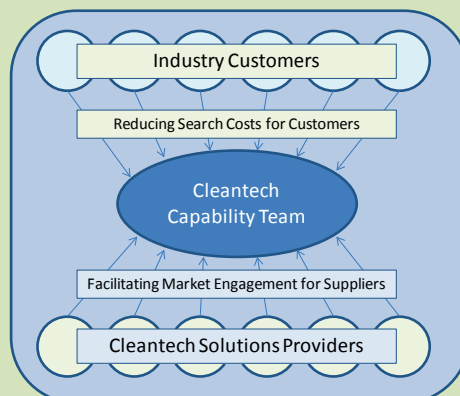 Industry Customers
Reducing Search Costs for Customers
Cleantech
Capability Team
Facilitating Market Engagement for Suppliers
Cleantech Solutions Providers